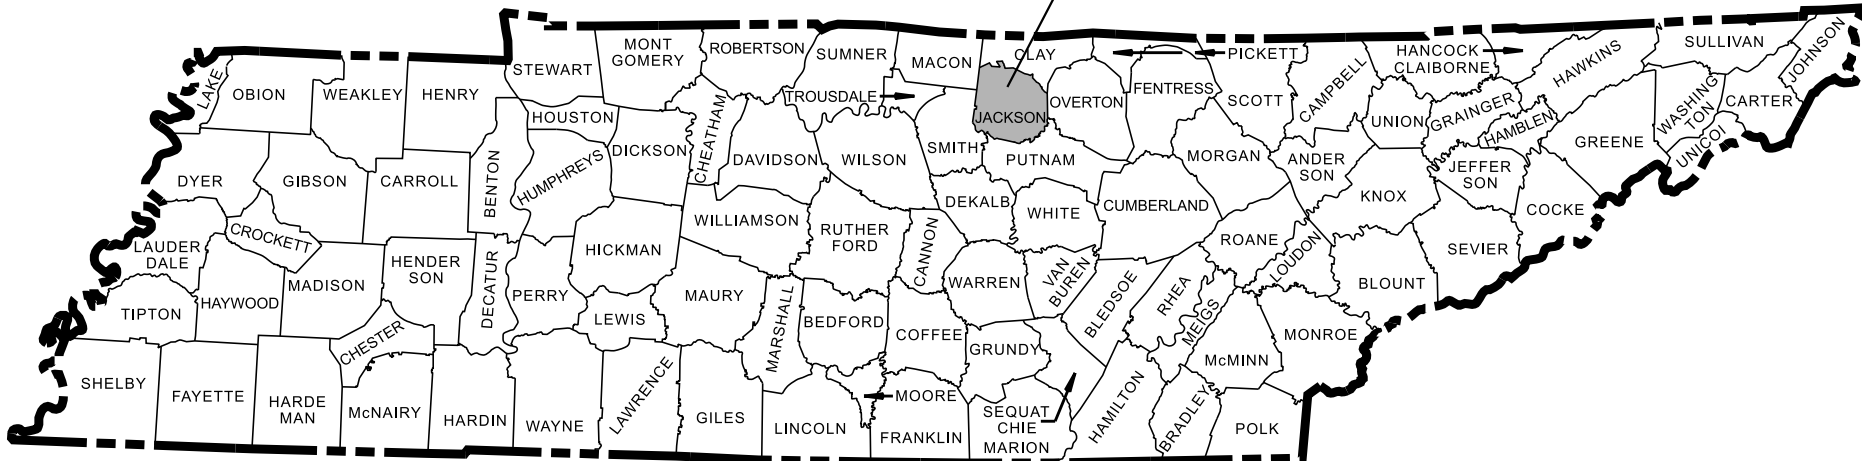 STEWART
MONT
GOMERY
ROBERTSON
SUMNER
MACON
CLAY
PICKETT
HANCOCK
CLAIBORNE
HAWKINS
SULLIVAN
JOHNSON
LAKE
OBION
WEAKLEY
HENRY
HOUSTON
DICKSON
CHEATHAM
TROUSDALE
JACKSON
OVERTON
FENTRESS
SCOTT
CAMPBELL
UNION
GRAINGER
HAMBLEN
GREENE
WASHING
TON
CARTER
UNICOI
DYER
GIBSON
CARROLL
BENTON
HUMPHREYS
DAVIDSON
WILSON
SMITH
PUTNAM
MORGAN
ANDER
SON
KNOX
JEFFER
SON
COCKE
LAUDER
DALE
CROCKETT
MADISON
HENDER
SON
DECATUR
PERRY
HICKMAN
WILLIAMSON
RUTHER
FORD
CANNON
DEKALB
WHITE
CUMBERLAND
ROANE
LOUDON
BLOUNT
SEVIER
TIPTON
HAYWOOD
CHESTER
LEWIS
MAURY
MARSHALL
BEDFORD
COFFEE
WARREN
VAN
BUREN
BLEDSOE
RHEA
MEIGS
McMINN
MONROE
SHELBY
FAYETTE
HARDE
MAN
McNAIRY
HARDIN
WAYNE
LAWRENCE
GILES
LINCOLN
MOORE
FRANKLIN
GRUNDY
SEQUAT
CHIE
MARION
HAMILTON
BRADLEY
POLK